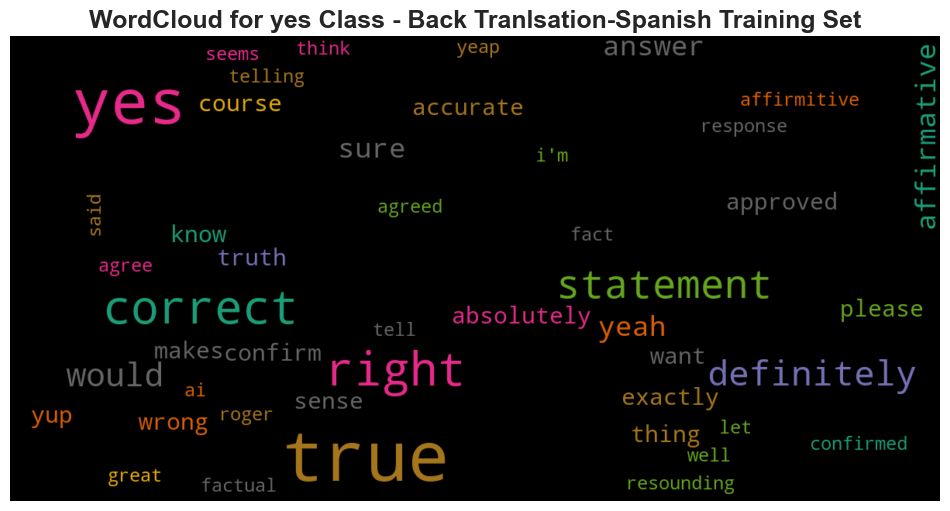 WordCloud for yes Class - Back Tranlsation-Spanish Training Set
seems think yeap answer
telling
yes course accurate affirmitive
response
affirmative
sure i'm
said agreed approved
know fact
agree truth
statement
correct absolutely yeah please
tell
makes confirm want
would right definitely
ai sense exactly
yup wrong roger thing let
true well confirmed
great factual resounding